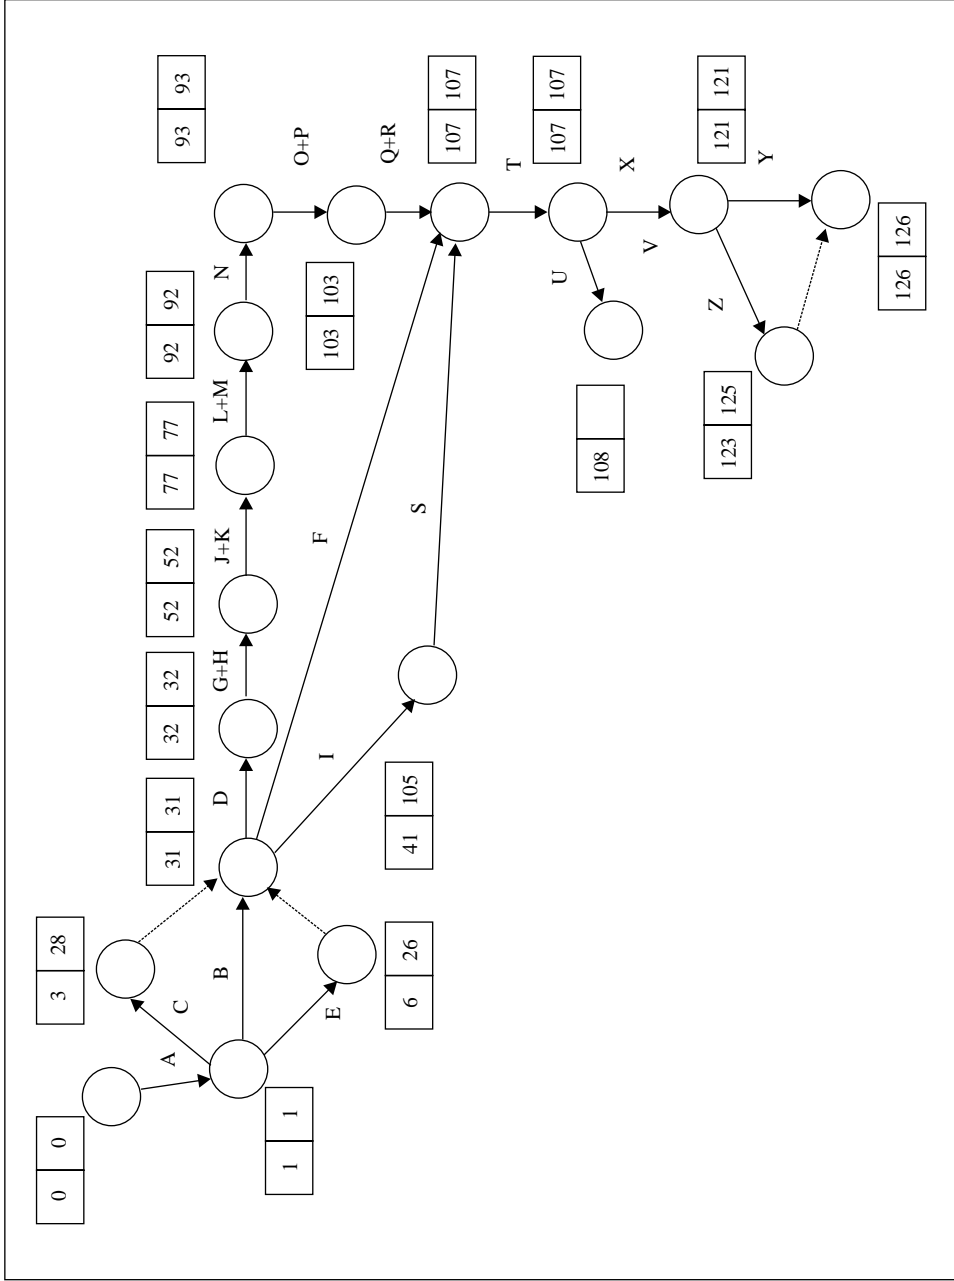 0 0
3 28
A
C
31 31
32 32
52 52
77 77
92 92
93 93
B
D
G+H
J+K
L+M
N
1 1
O+P
E
I
F
103 103
Q+R
6 26
41 105
S
107 107
T
U
107 107
108
X
V
Z
123 125
121 121
Y
126 126